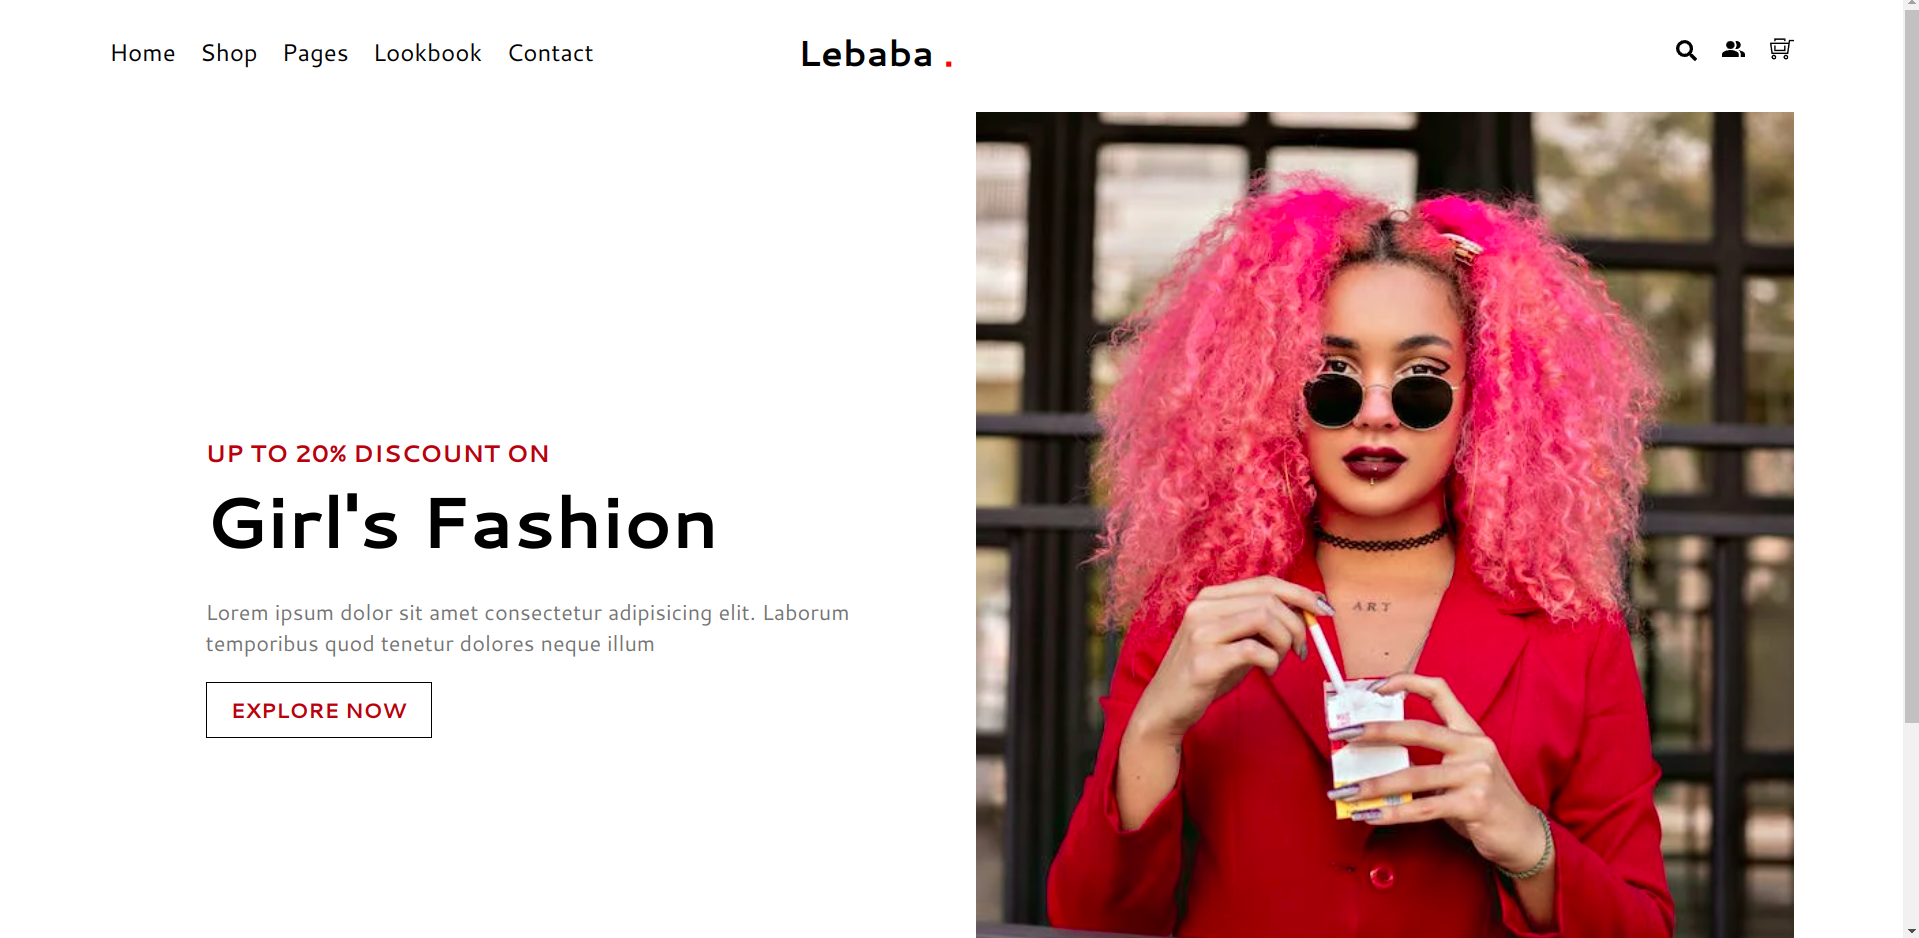 Home Shop Pages Lookbook Contact
Lebaba .
UP TO 20% DISCOUNT ON
Girl's Fashion
Lorem ipsum dolor sit amet consectetur adipisicing elit. Laborum
temporibus quod tenetur dolores neque illum
EXPLORE NOW
ART